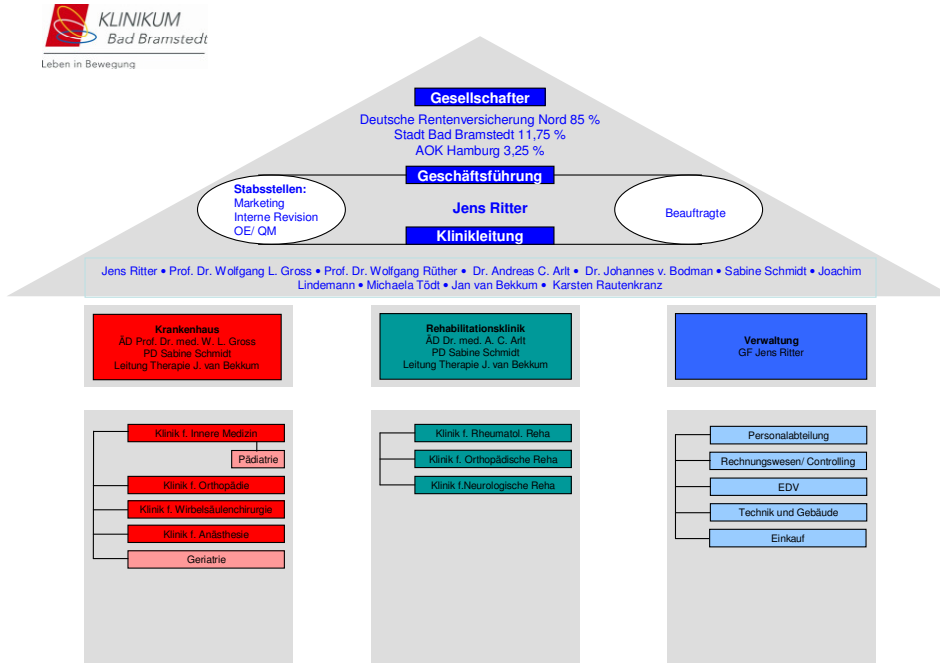 KLINIKUM
Bad Bramstedt
Leben in Bewegung
Gesellschafter
Deutsche Rentenversicherung Nord 85 %
Stadt Bad Bramstedt 11,75 %
AOK Hamburg 3,25 %
Geschäftsführung
Stabsstellen:
Marketing
Interne Revision
OE/ QM
Jens Ritter
Beauftragte
Klinikleitung
Jens Ritter • Prof. Dr. Wolfgang L. Gross • Prof. Dr. Wolfgang Rüther • Dr. Andreas C. Arlt • Dr. Johannes v. Bodman • Sabine Schmidt • Joachim
Lindemann • Michaela Tödt • Jan van Bekkum • Karsten Rautenkranz
Krankenhaus
ÄD Prof. Dr. med. W. L. Gross
PD Sabine Schmidt
Leitung Therapie J. van Bekkum
Rehabilitationsklinik
ÄD Dr. med. A. C. Arlt
PD Sabine Schmidt
Leitung Therapie J. van Bekkum
Verwaltung
GF Jens Ritter
Klinik f. Innere Medizin
Pädiatrie
Klinik f. Orthopädie
Klinik f. Wirbelsäulenchirurgie
Klinik f. Anästhesie
Geriatrie
Klinik f. Rheumatol. Reha
Klinik f. Orthopädische Reha
Klinik f.Neurologische Reha
Personalabteilung
Rechnungswesen/ Controlling
EDV
Technik und Gebäude
Einkauf